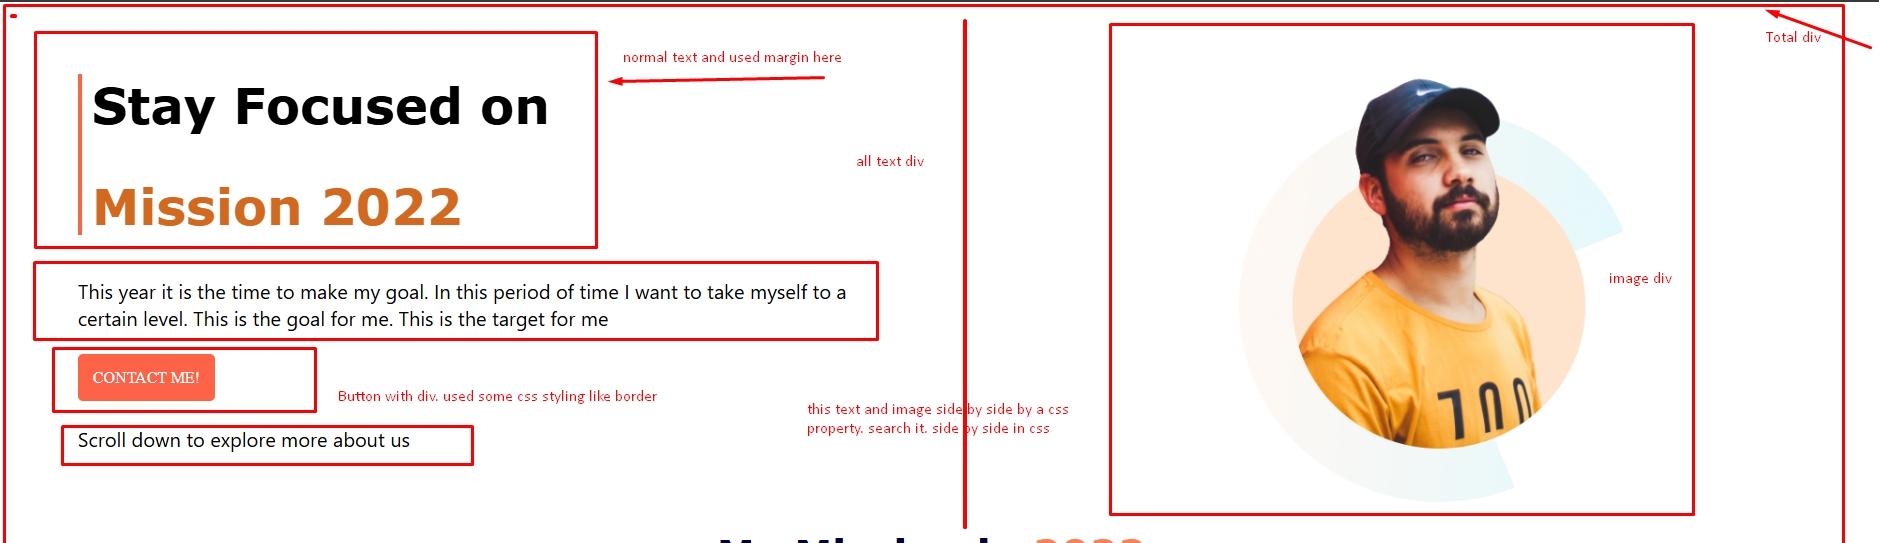 Total div
normal text and used margin here
Stay Focused on
Mission 2022
all text div
image div
This year it is the time to make my goal. In this period of time I want to take myself to a
certain level. This is the goal for me. This is the target for me
CONTACT ME!
Button with div. used some css styling like border
this text and image side by side by a css
property. search it. side by side in css
Scroll down to explore more about us
2022